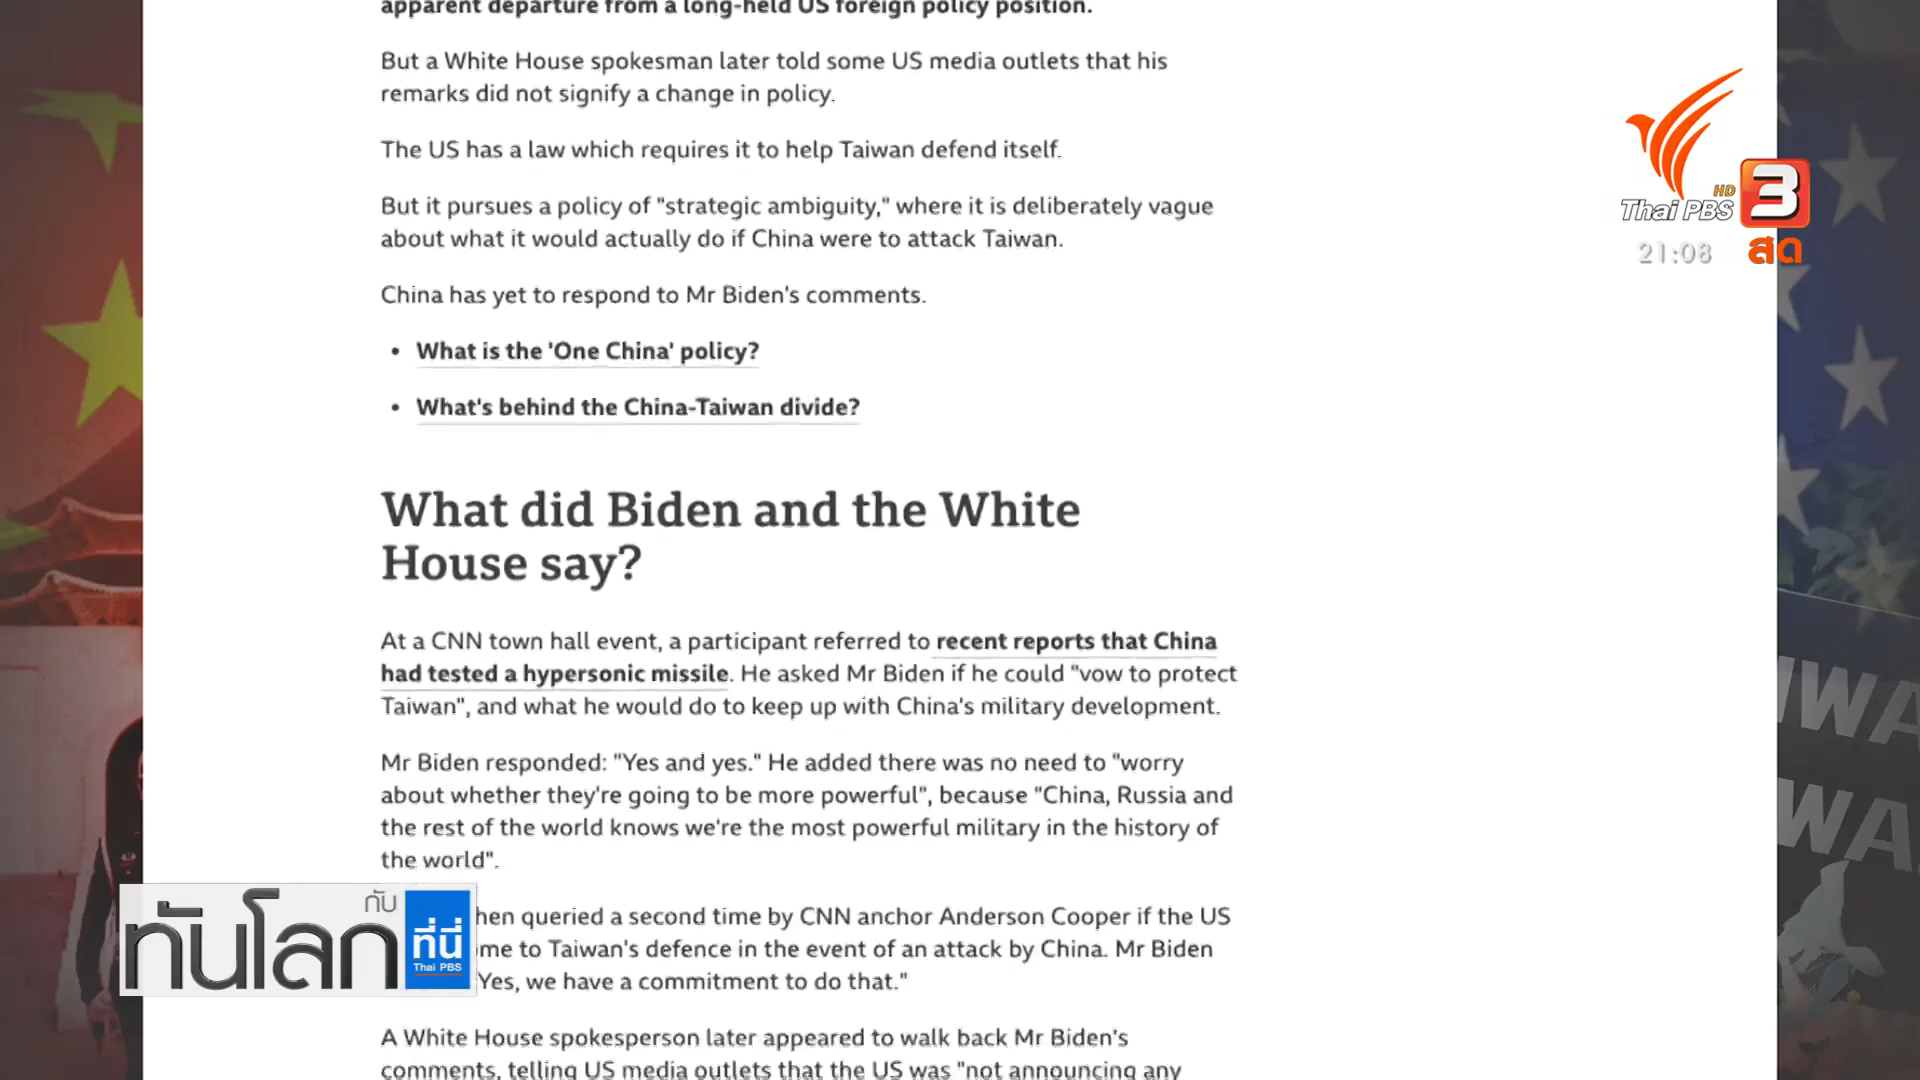 apparent departure from a long-held US foreign policy position.
But a White House spokesman later told some US media outlets that his
remarks did not signify a change in policy.
The US has a law which requires it to help Taiwan defend itself.
But it pursues a policy of "strategic ambiguity," where it is deliberately vague
about what it would actually do if China were to attack Taiwan.
China has yet to respond to Mr Biden's comments.
• What is the 'One China' policy?
• What's behind the China-Taiwan divide?
What did Biden and the White
House say?
At a CNN town hall event, a participant referred to recent reports that China
had tested a hypersonic missile. He asked Mr Biden if he could "vow to protect
Taiwan", and what he would do to keep up with China's military development.
Mr Biden responded: "Yes and yes." He added there was no need to "worry
about whether they're going to be more powerful", because "China, Russia and
the rest of the world knows we're the most powerful military in the history of
the world".
hen queried a second time by CNN anchor Anderson Cooper if the US
me to Taiwan's defence in the event of an attack by China. Mr Biden
"Yes, we have a commitment to do that."
A White House spokesperson later appeared to walk back Mr Biden's
comments, telling US media outlets that the US was "not announcing any
Thai PBS HD 3
21:08 สด
ทันโลก กับ ที่นี่
Thai PBS
IWA
WA